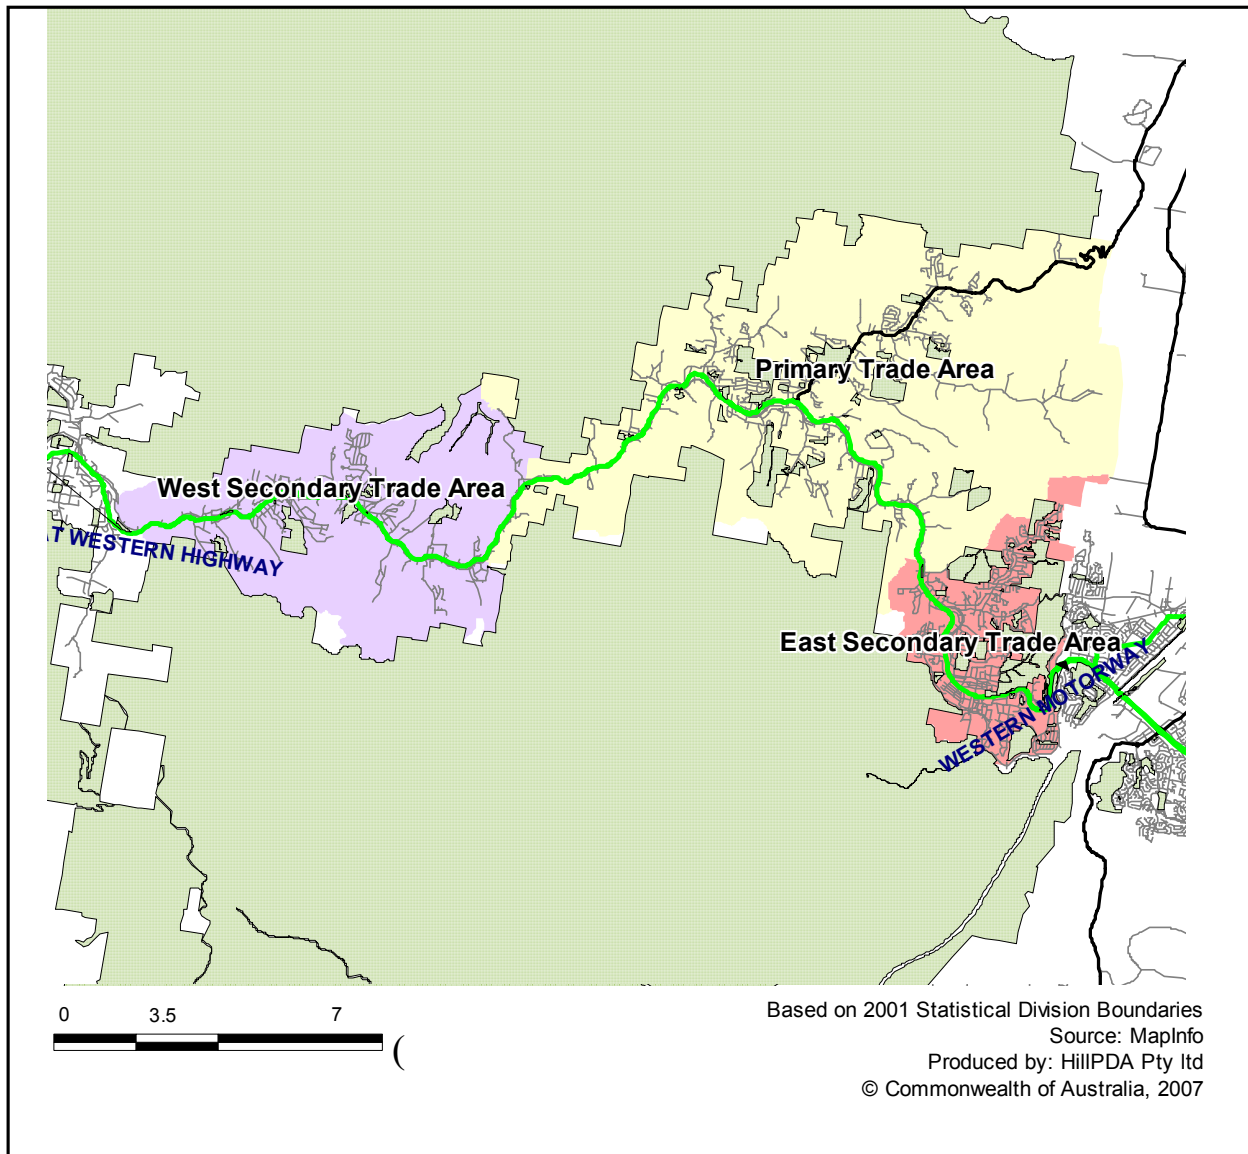 Primary Trade Area
West Secondary Trade Area
AT WESTERN HIGHWAY
East Secondary Trade Area
WESTERN MOTORWAY
0 3.5 7
(
Based on 2001 Statistical Division Boundaries
Source: MapInfo
Produced by: HillPDA Pty ltd
© Commonwealth of Australia, 2007